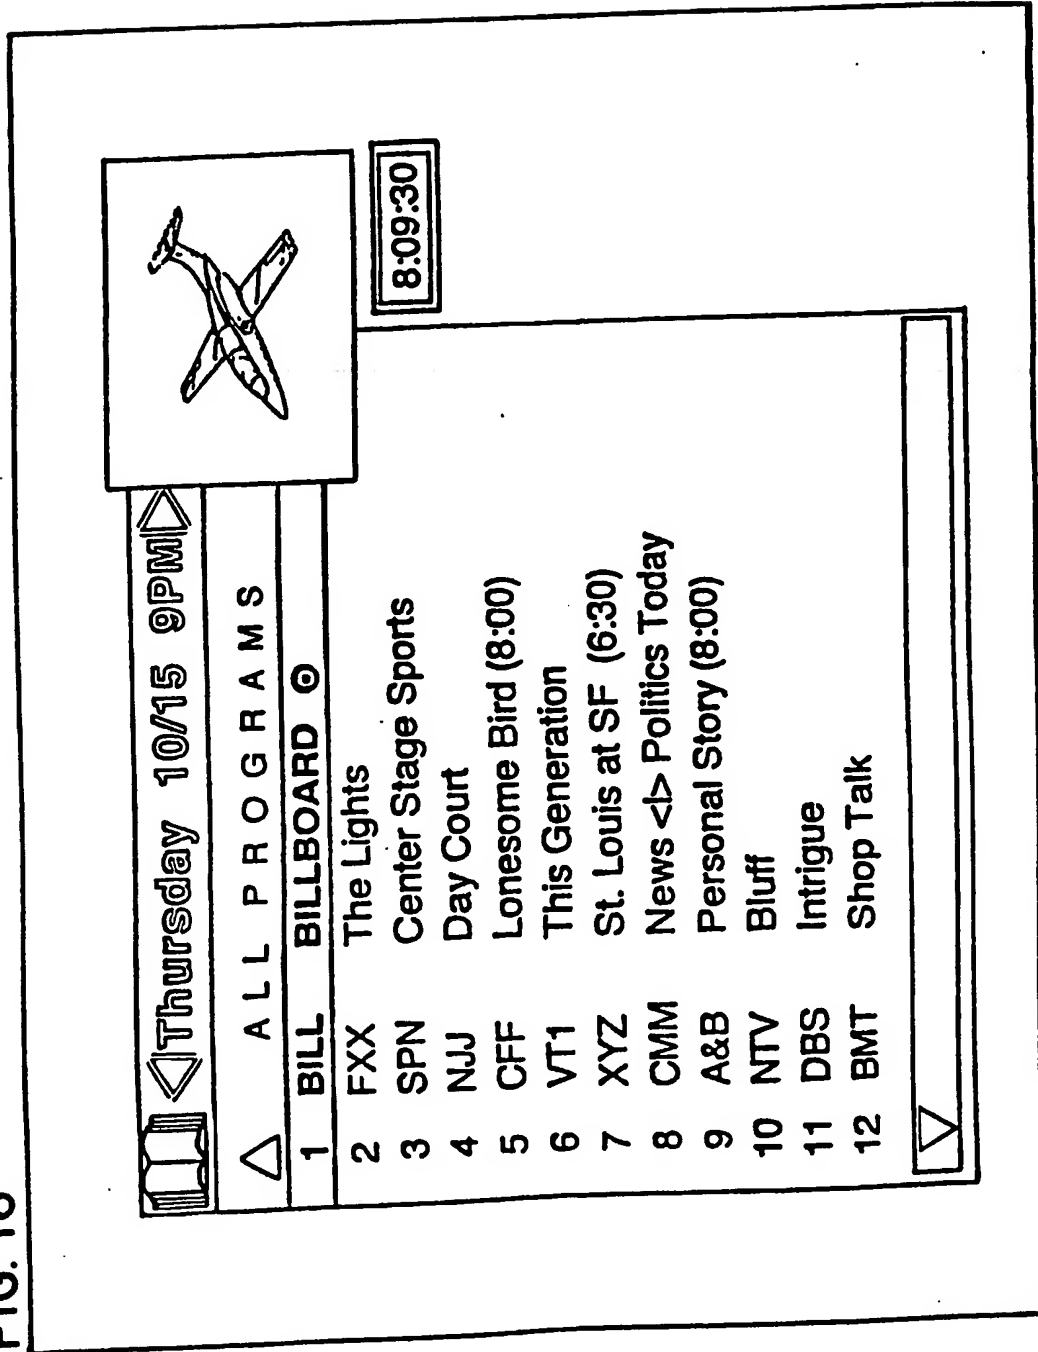 Thursday 10/15 9PM
ALL PROGRAMS
1 BILL BILLBOARD
2 FXX The Lights
3 SPN Center Stage Sports
4 NJJ Day Court
5 CFF Lonesome Bird (8:00)
6 VT1 This Generation
7 XYZ St. Louis at SF (6:30)
8 CMM News <I> Politics Today
9 A&B Personal Story (8:00)
10 NTV Bluff
11 DBS Intrigue
12 BMT Shop Talk
8:09:30